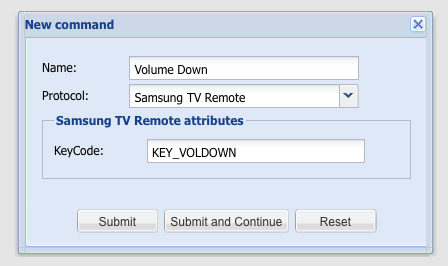 New command
Name: Volume Down
Protocol: Samsung TV Remote
Samsung TV Remote attributes
KeyCode: KEY_VOLDOWN
Submit Submit and Continue Reset